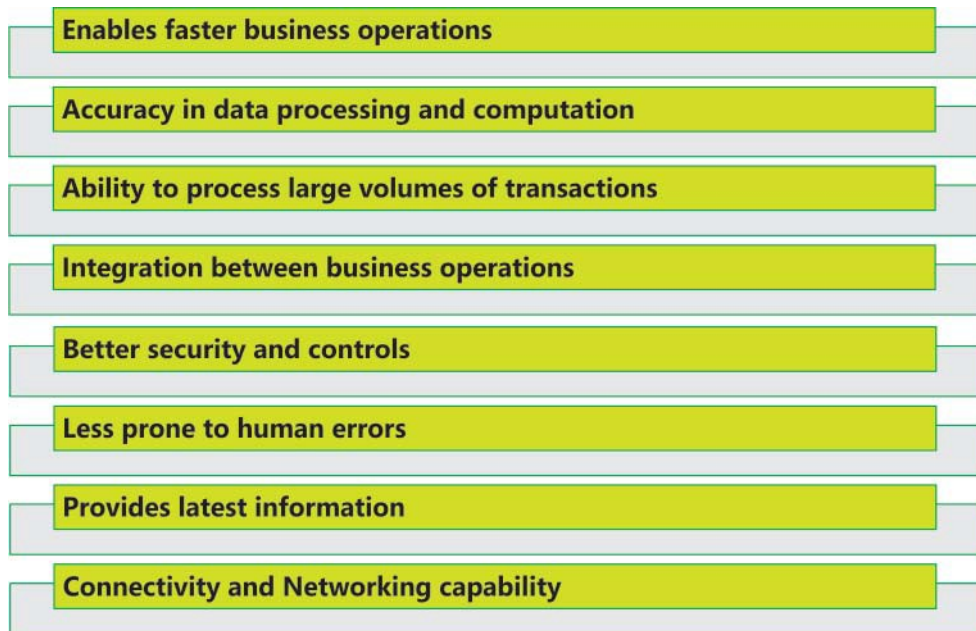 Enables faster business operations
Accuracy in data processing and computation
Ability to process large volumes of transactions
Integration between business operations
Better security and controls
Less prone to human errors
Provides latest information
Connectivity and Networking capability